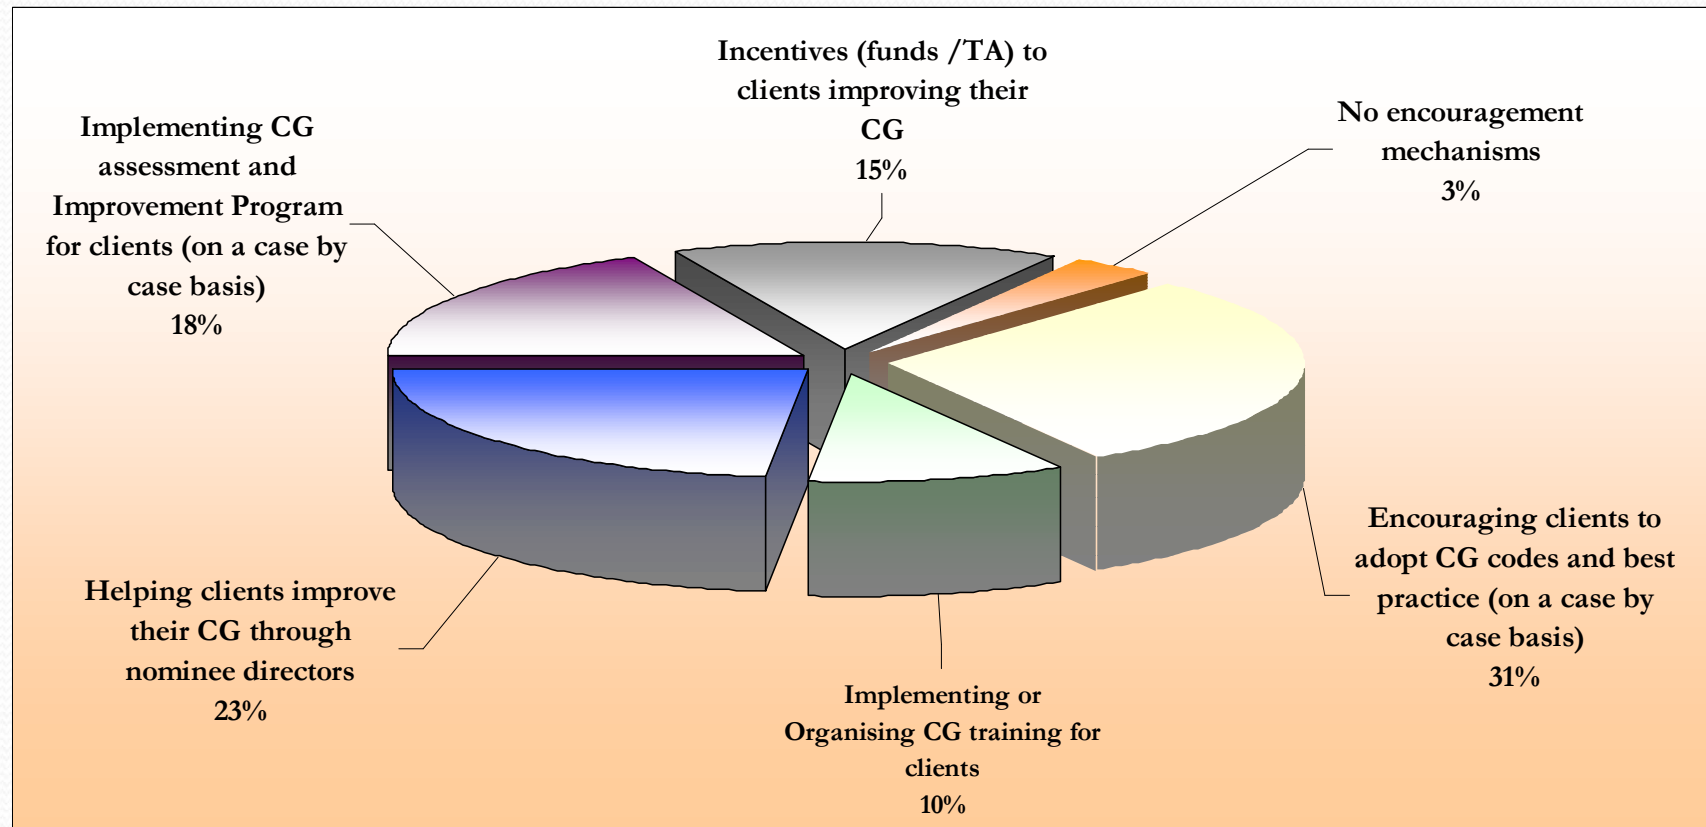 Incentives (funds /TA) to
clients improving their
CG
15%
No encouragement
mechanisms
3%
Implementing CG
assessment and
Improvement Program
for clients (on a case by
case basis)
18%
Encouraging clients to
adopt CG codes and best
practice (on a case by
case basis)
31%
Helping clients improve
their CG through
nominee directors
23%
Implementing or
Organising CG training for
clients
10%